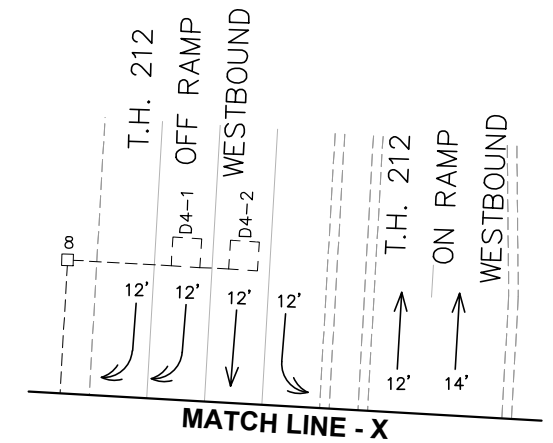 T.H. 212
OFF RAMP
WESTBOUND
T.H. 212
ON RAMP
WESTBOUND
D4-1
D4-2
8
12'
12'
12'
12'
12'
14'
MATCH LINE - X